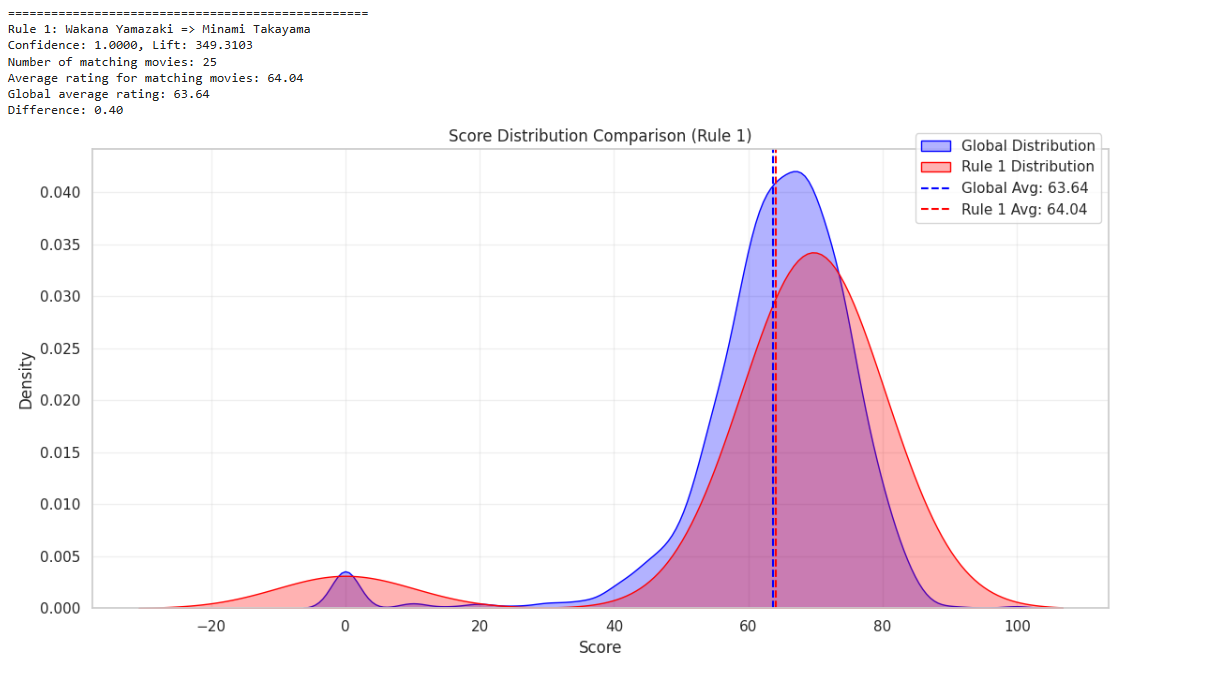 ==================================================
Rule 1: Wakana Yamazaki => Minami Takayama
Confidence: 1.0000, Lift: 349.3103
Number of matching movies: 25
Average rating for matching movies: 64.04
Global average rating: 63.64
Difference: 0.40
Score Distribution Comparison (Rule 1)
Global Distribution
Rule 1 Distribution
Global Avg: 63.64
Rule 1 Avg: 64.04
Density
0.040
0.035
0.030
0.025
0.020
0.015
0.010
0.005
0.000
−20
0
20
40
60
80
100
Score